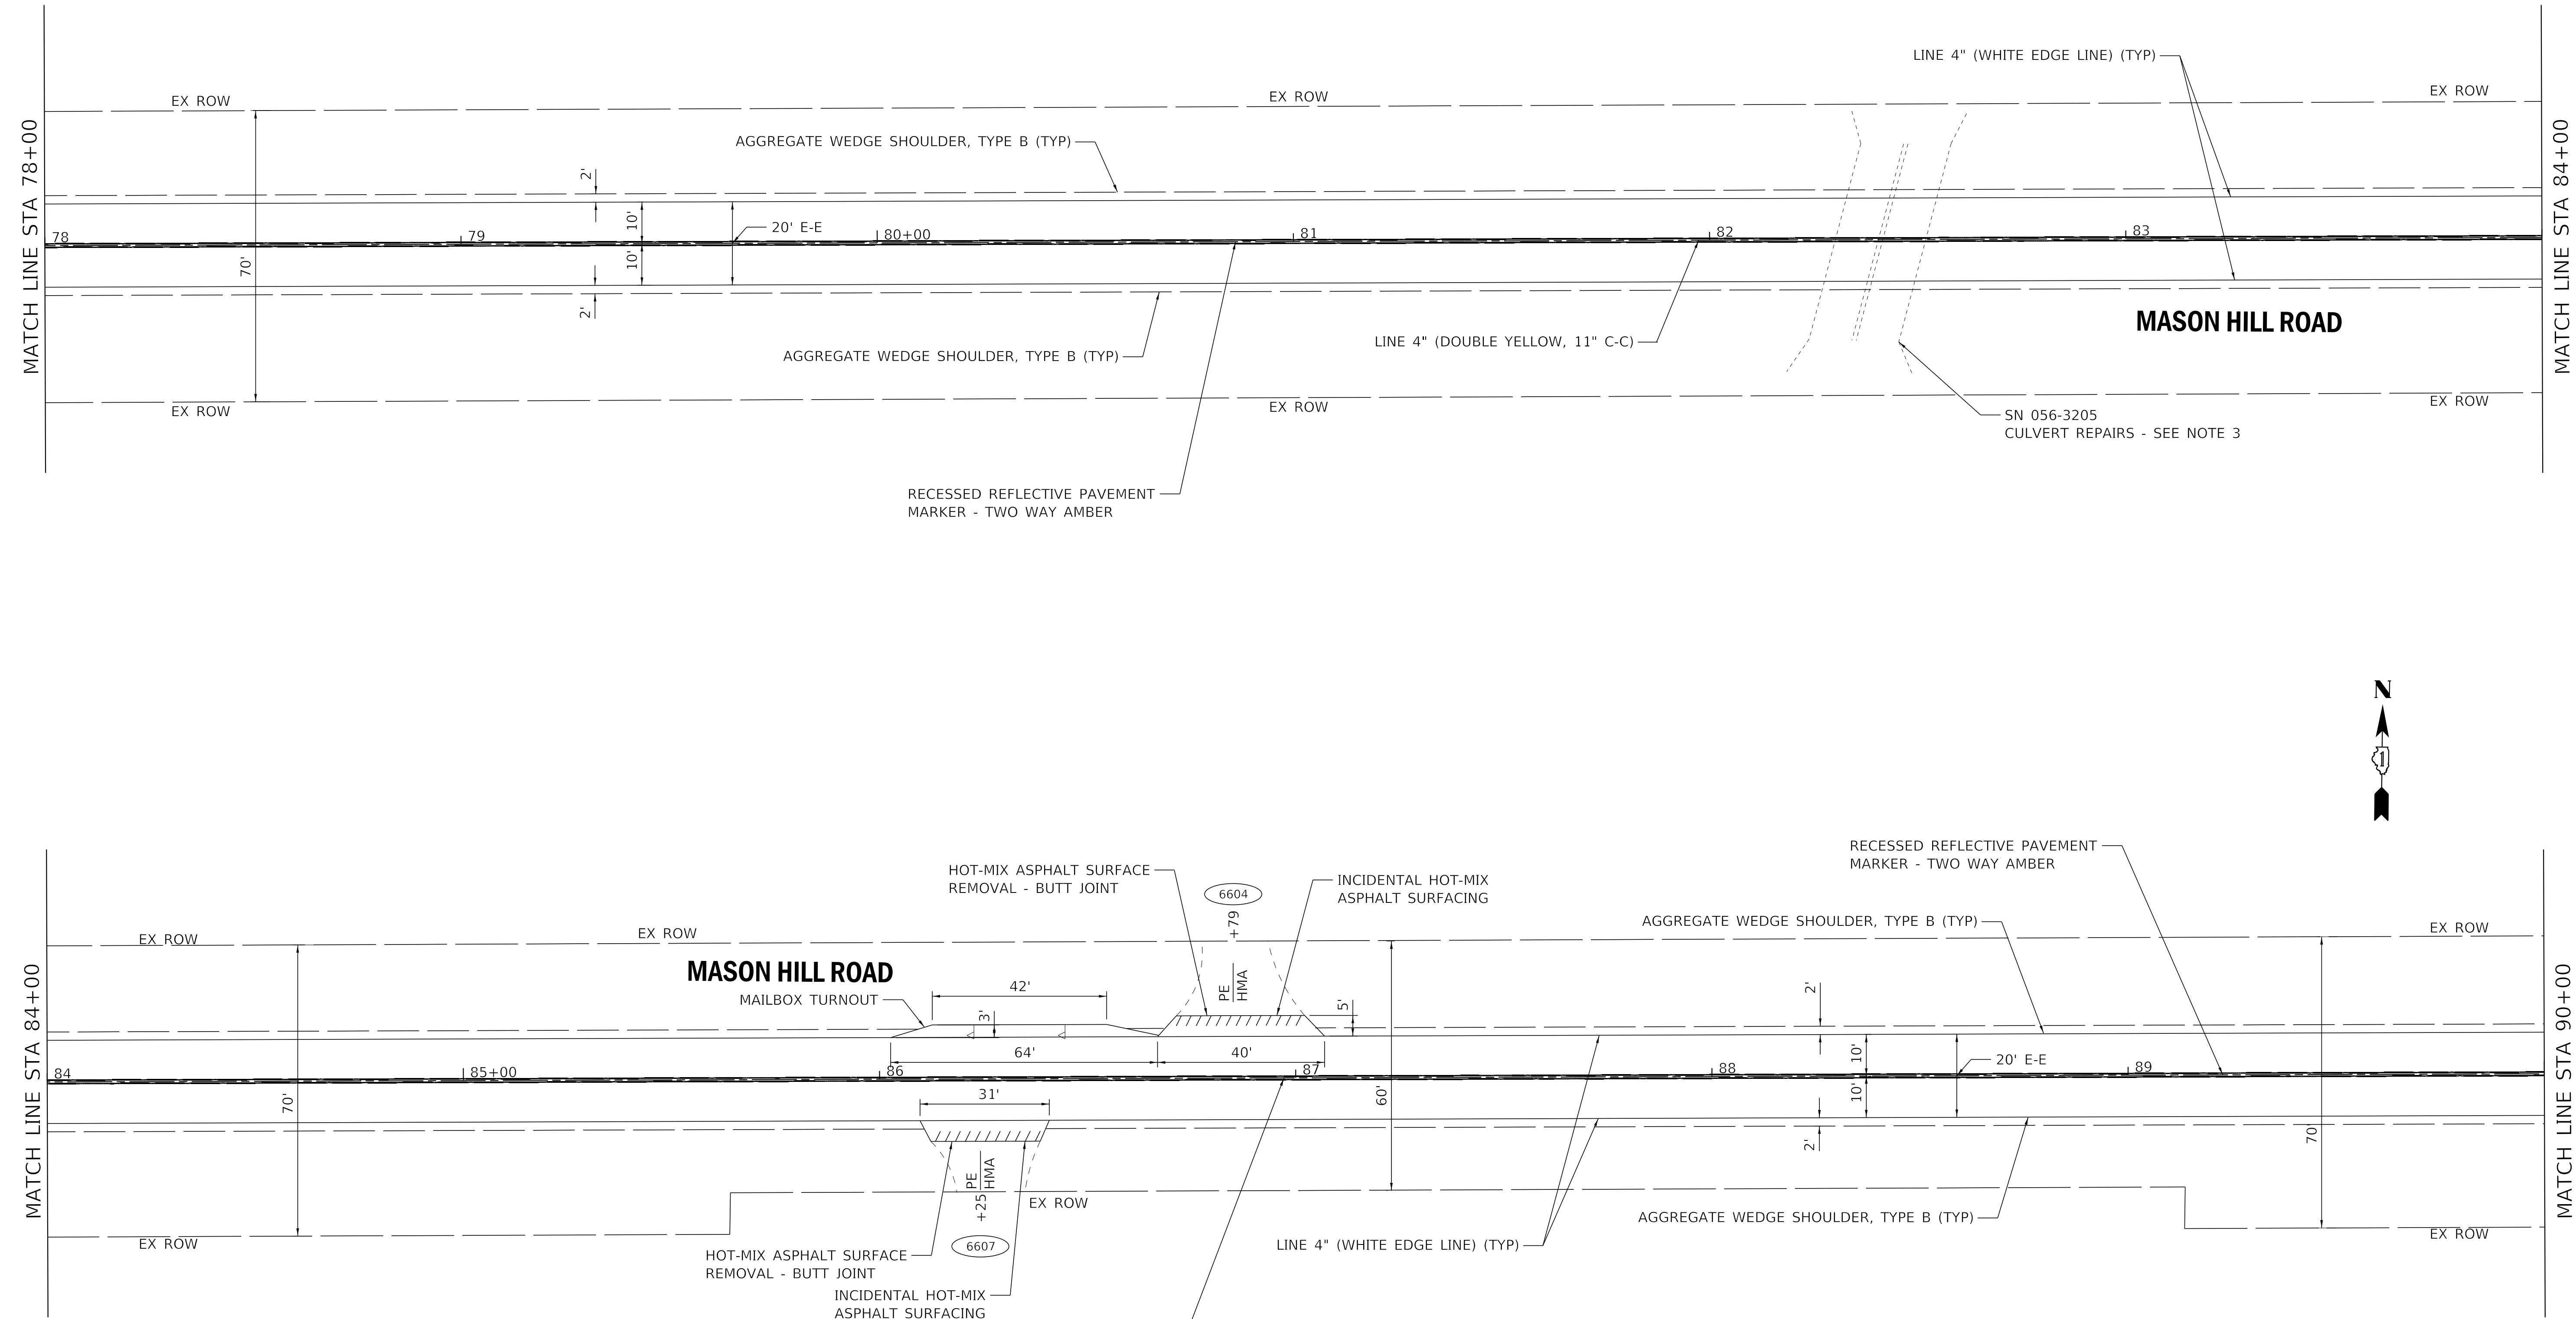 LINE 4" (WHITE EDGE LINE) (TYP)
EX ROW
EX ROW
EX ROW
AGGREGATE WEDGE SHOULDER, TYPE B (TYP)
MATCH LINE STA 78+00
MATCH LINE STA 84+00
2'
10'
20' E-E
78
79
80+00
81
82
83
70'
10'
2'
MASON HILL ROAD
LINE 4" (DOUBLE YELLOW, 11" C-C)
AGGREGATE WEDGE SHOULDER, TYPE B (TYP)
EX ROW
EX ROW
EX ROW
SN 056-3205
CULVERT REPAIRS - SEE NOTE 3
RECESSED REFLECTIVE PAVEMENT
MARKER - TWO WAY AMBER
N
1
RECESSED REFLECTIVE PAVEMENT
MARKER - TWO WAY AMBER
HOT-MIX ASPHALT SURFACE
REMOVAL - BUTT JOINT
6604
+79
INCIDENTAL HOT-MIX
ASPHALT SURFACING
AGGREGATE WEDGE SHOULDER, TYPE B (TYP)
EX ROW
EX ROW
EX ROW
MASON HILL ROAD
MAILBOX TURNOUT
42'
PE
HMA
3'
5'
2'
MATCH LINE STA 84+00
MATCH LINE STA 90+00
64'
40'
10'
20' E-E
84
85+00
86
87
88
89
31'
70'
60'
10'
70'
2'
PE
HMA
+25
EX ROW
6607
AGGREGATE WEDGE SHOULDER, TYPE B (TYP)
EX ROW
EX ROW
LINE 4" (WHITE EDGE LINE) (TYP)
HOT-MIX ASPHALT SURFACE
REMOVAL - BUTT JOINT
INCIDENTAL HOT-MIX
ASPHALT SURFACING